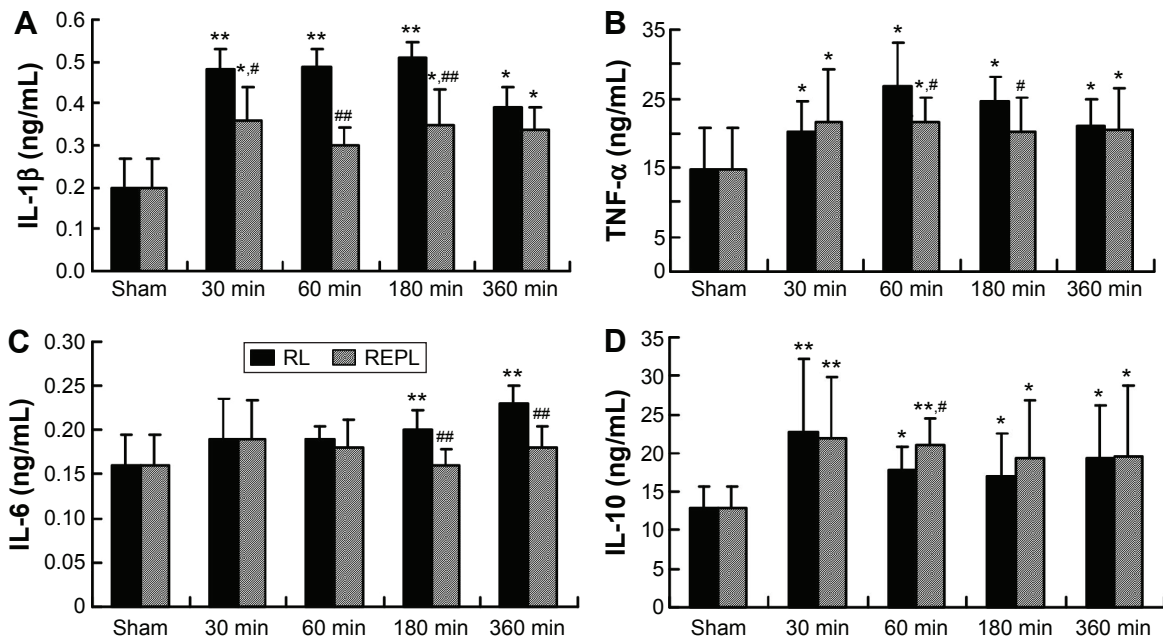 A
IL-1β (ng/mL)
0.6
0.5
0.4
0.3
0.2
0.1
0.0
** ** ** *
*,# ## *,## *
Sham 30 min 60 min 180 min 360 min
B
TNF-α (ng/mL)
35
25
15
5
* * * * *,# * # * *
Sham 30 min 60 min 180 min 360 min
C
IL-6 (ng/mL)
0.30
0.25
0.20
0.15
0.10
0.05
0
RL REPL
** ## ** ##
Sham 30 min 60 min 180 min 360 min
D
IL-10 (ng/mL)
35
30
25
20
15
10
5
0
** ** * **,# * * * *
Sham 30 min 60 min 180 min 360 min